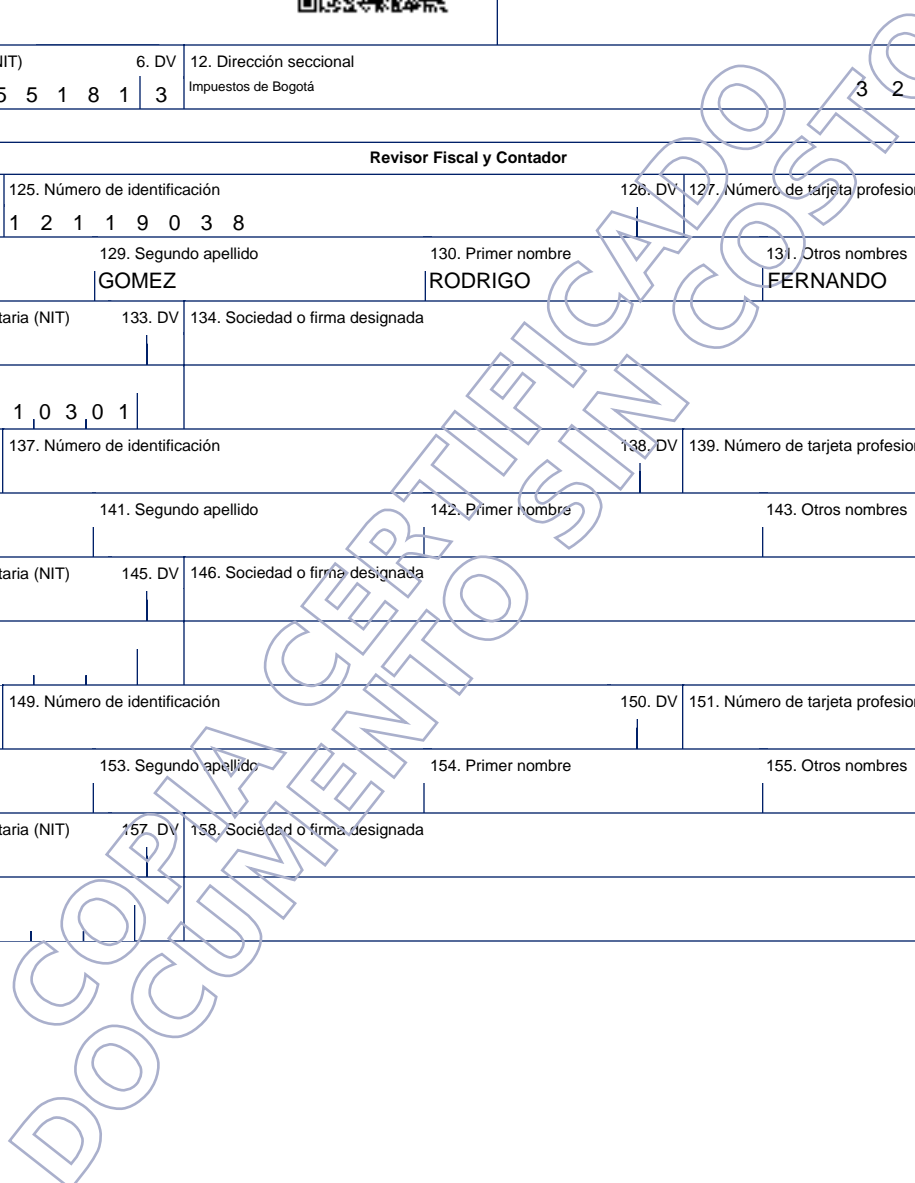 IT) 6. DV 12. Dirección seccional
5 5 1 8 1 3 Impuestos de Bogotá 3 2
Revisor Fiscal y Contador
125. Número de identificación 126. DV 127. Número de tarjeta profesion
1 2 1 1 9 0 3 8
129. Segundo apellido 130. Primer nombre 131. Otros nombres
GOMEZ RODRIGO FERNANDO
taria (NIT) 133. DV 134. Sociedad o firma designada
1 0 3 0 1
137. Número de identificación 138. DV 139. Número de tarjeta profesion
141. Segundo apellido 142. Primer nombre 143. Otros nombres
taria (NIT) 145. DV 146. Sociedad o firma designada
149. Número de identificación 150. DV 151. Número de tarjeta profesion
153. Segundo apellido 154. Primer nombre 155. Otros nombres
taria (NIT) 157. DV 158. Sociedad o firma designada
COPIA CERTIFICADO
DOCUMENTO SIN COSTO